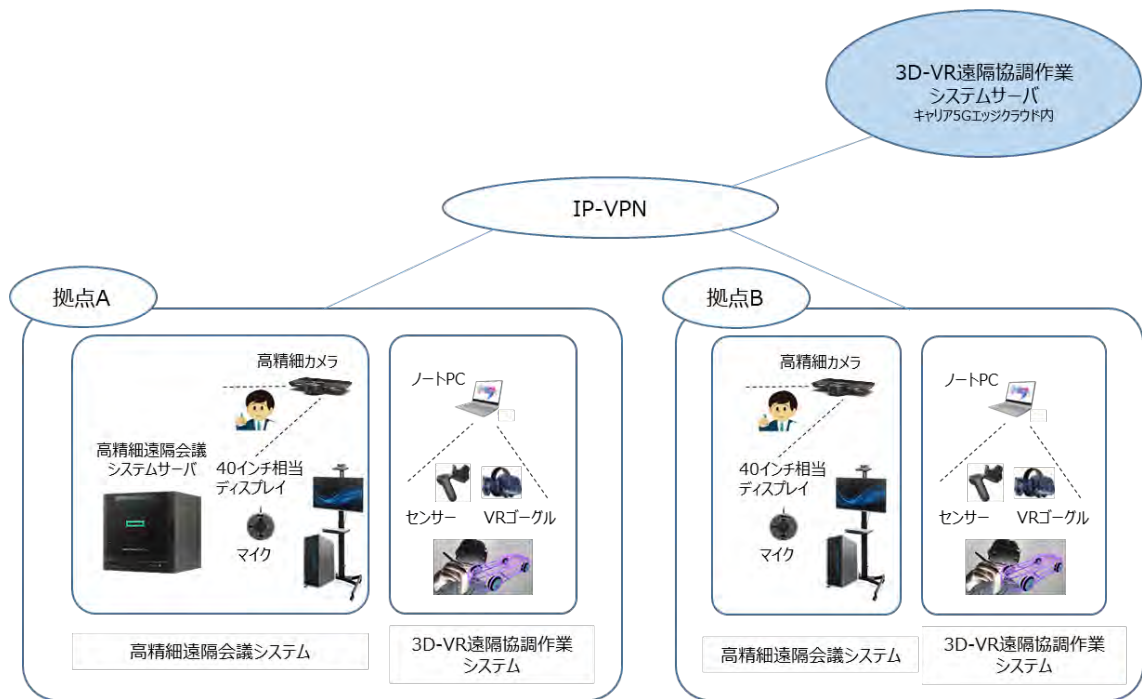 3D-VR遠隔協調作業
システムサーバ
キャリア5Gエッジクラウド内
IP-VPN
拠点A
高精細カメラ
高精細遠隔会議
システムサーバ
40インチ相当
ディスプレイ
マイク
ノートPC
センサー
VRゴーグル
高精細遠隔会議システム
3D-VR遠隔協調作業
システム
拠点B
高精細カメラ
40インチ相当
ディスプレイ
マイク
ノートPC
センサー
VRゴーグル
高精細遠隔会議システム
3D-VR遠隔協調作業
システム